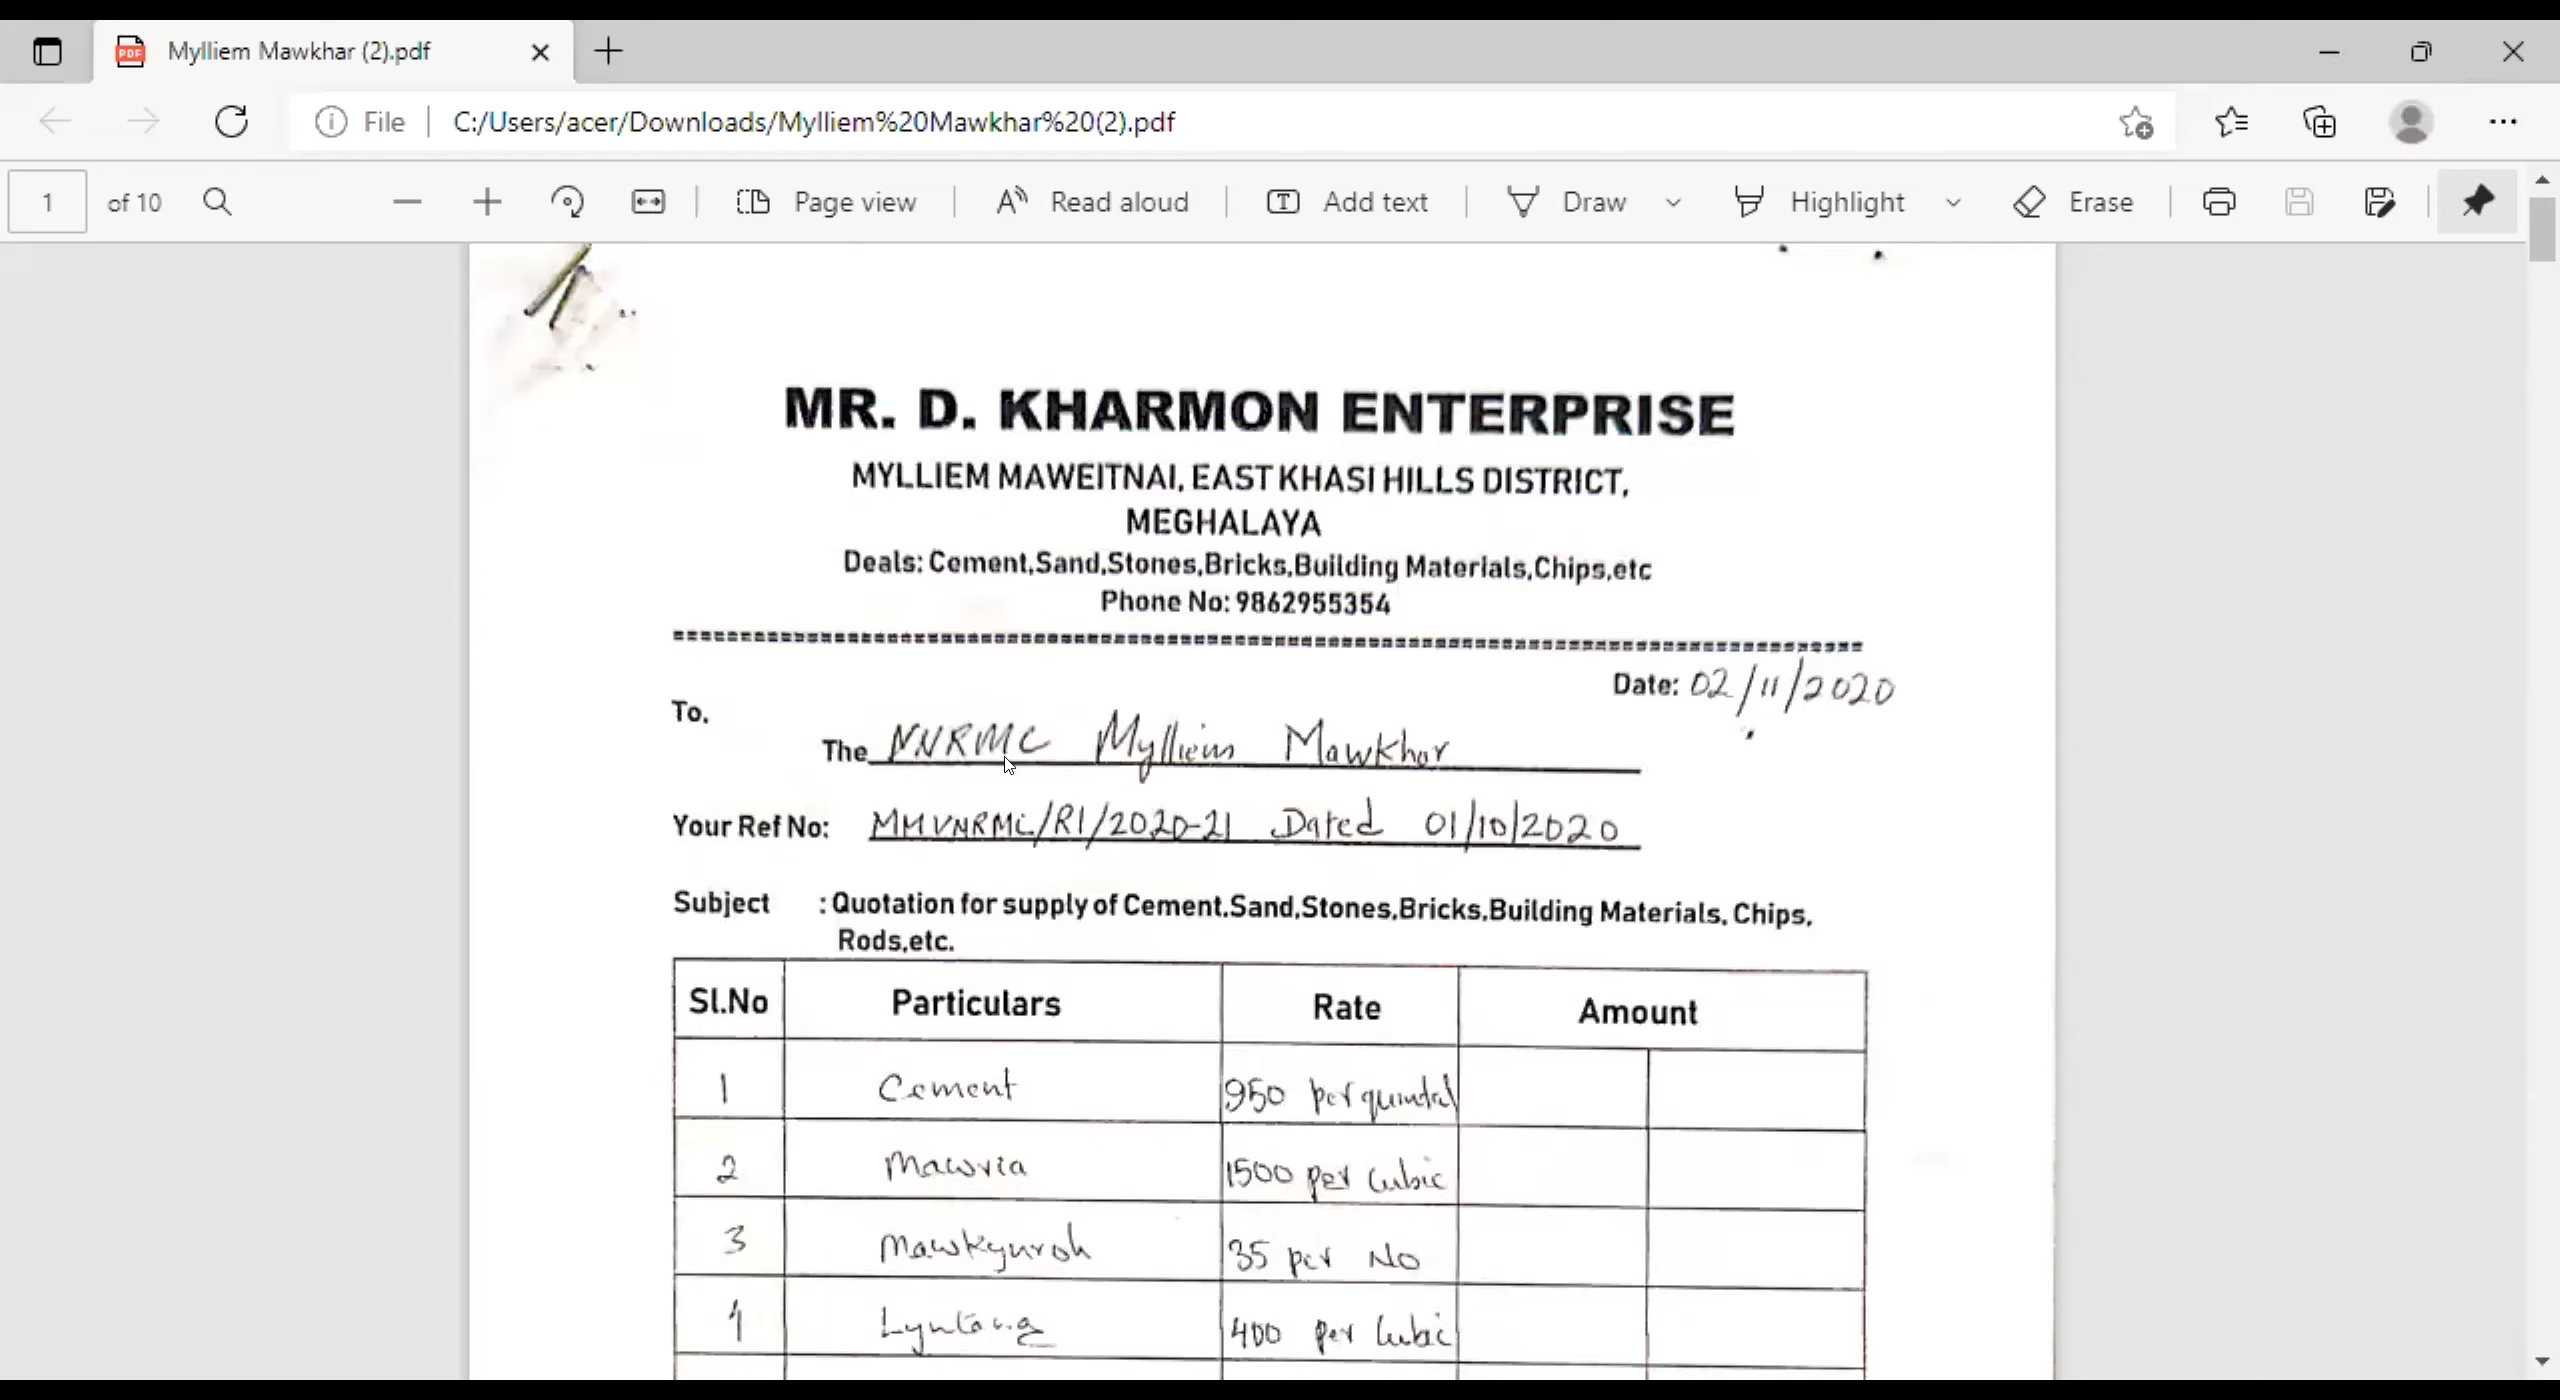 Mylliem Mawkhar (2).pdf
File C:/Users/acer/Downloads/Mylliem%20Mawkhar%20(2).pdf
1 of 10 Page view Read aloud Add text Draw Highlight Erase
MR. D. KHARMON ENTERPRISE
MYLLIEM MAWEITNAI, EAST KHASI HILLS DISTRICT,
MEGHALAYA
Deals: Cement,Sand,Stones,Bricks,Building Materials,Chips,etc
Phone No: 9862955354
Date: 02/11/2020
To,
The VNRMC Mylliem Mawkhar
Your Ref No: MMVNRMC/R1/2020-21 Dated 01/10/2020
Subject : Quotation for supply of Cement,Sand,Stones,Bricks,Building Materials, Chips,
Rods,etc.
Sl.No Particulars Rate Amount
1 Cement 950 per quintal
2 Mawria 1500 per Cubic
3 Mawkynroh 35 per No
4 Lyntang 400 per Cubic